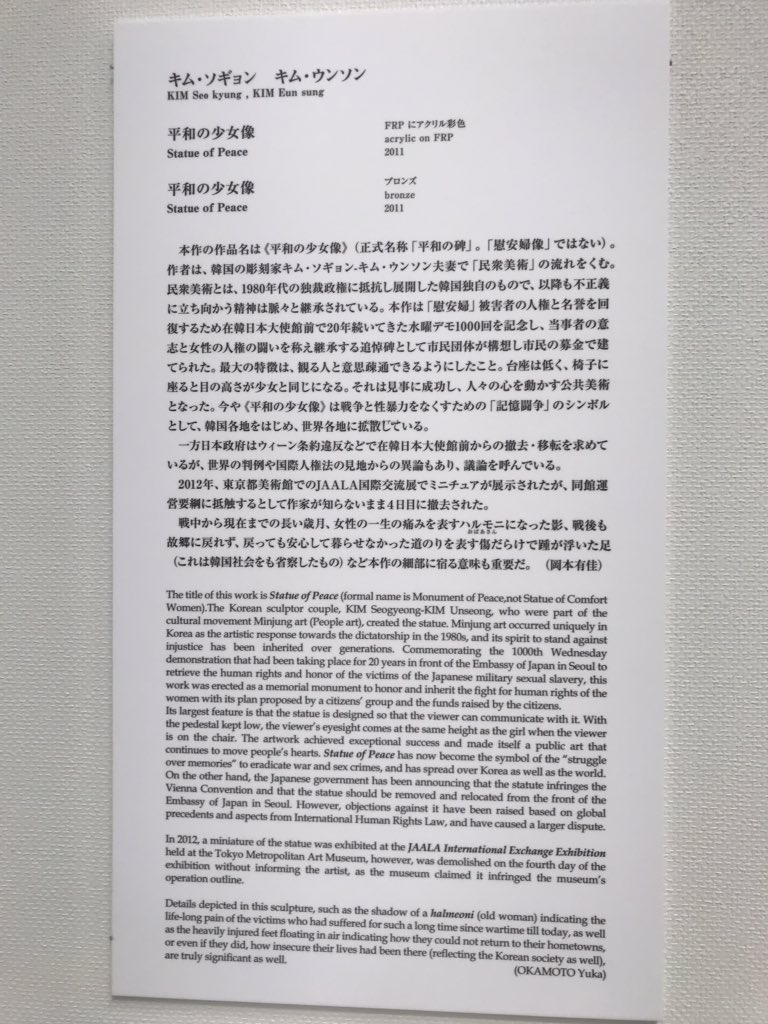 キム・ソギョン　キム・ウンソン
KIM Seo kyung , KIM Eun sung
平和の少女像
Statue of Peace
FRP にアクリル彩色
acrylic on FRP
2011
平和の少女像
Statue of Peace
ブロンズ
bronze
2011
本作の作品名は《平和の少女像》（正式名称「平和の碑」。「慰安婦像」ではない）。
作者は、韓国の彫刻家キム・ソギョン-キム・ウンソン夫妻で「民衆美術」の流れをくむ。
民衆美術とは、1980年代の独裁政権に抵抗し展開した韓国独自のもので、以降も不正義
に立ち向かう精神は脈々と継承されている。本作は「慰安婦」被害者の人権と名誉を回
復するため在韓日本大使館前で20年続いてきた水曜デモ1000回を記念し、当事者の意
志と女性の人権の闘いを称え継承する追悼碑として市民団体が構想し市民の募金で建
てられた。最大の特徴は、観る人と意思疎通できるようにしたこと。台座は低く、椅子に
座ると目の高さが少女と同じになる。それは見事に成功し、人々の心を動かす公共美術
となった。今や《平和の少女像》は戦争と性暴力をなくすための「記憶闘争」のシンボル
として、韓国各地をはじめ、世界各地に拡散している。
一方日本政府はウィーン条約違反などで在韓日本大使館前からの撤去・移転を求めて
いるが、世界の判例や国際人権法の見地からの異論もあり、議論を呼んでいる。
2012年、東京都美術館でのJAALA国際交流展でミニチュアが展示されたが、同館運
営要綱に抵触するとして作家が知らないまま4日目に撤去された。
戦中から現在までの長い歳月、女性の一生の痛みを表すハルモニになった影、戦後も
おばあさん
故郷に戻れず、戻っても安心して暮らせなかった道のりを表す傷だらけで踵が浮いた足
（これは韓国社会をも省察したもの）など本作の細部に宿る意味も重要だ。（岡本有佳）
The title of this work is Statue of Peace (formal name is Monument of Peace,not Statue of Comfort
Women).The Korean sculptor couple, KIM Seogyeong-KIM Unseong, who were part of the
cultural movement Minjung art (People art), created the statue. Minjung art occurred uniquely in
Korea as the artistic response towards the dictatorship in the 1980s, and its spirit to stand against
injustice has been inherited over generations. Commemorating the 1000th Wednesday
demonstration that had been taking place for 20 years in front of the Embassy of Japan in Seoul to
retrieve the human rights and honor of the victims of the Japanese military sexual slavery, this
work was erected as a memorial monument to honor and inherit the fight for human rights of the
women with its plan proposed by a citizens' group and the funds raised by the citizens.
Its largest feature is that the statue is designed so that the viewer can communicate with it. With
the pedestal kept low, the viewer's eyesight comes at the same height as the girl when the viewer
is on the chair. The artwork achieved exceptional success and made itself a public art that
continues to move people's hearts. Statue of Peace has now become the symbol of the "struggle
over memories" to eradicate war and sex crimes, and has spread over Korea as well as the world.
On the other hand, the Japanese government has been announcing that the statue infringes the
Vienna Convention and that the statue should be removed and relocated from the front of the
Embassy of Japan in Seoul. However, objections against it have been raised based on global
precedents and aspects from International Human Rights Law, and have caused a larger dispute.
In 2012, a miniature of the statue was exhibited at the JAALA International Exchange Exhibition
held at the Tokyo Metropolitan Art Museum, however, was demolished on the fourth day of the
exhibition without informing the artist, as the museum claimed it infringed the museum's
operation outline.
Details depicted in this sculpture, such as the shadow of a halmeoni (old woman) indicating the
life-long pain of the victims who had suffered for such a long time since wartime till today, as well
as the heavily injured feet floating in air indicating how they could not return to their hometowns,
or even if they did, how insecure their lives had been there (reflecting the Korean society as well),
are truly significant as well.
(OKAMOTO Yuka)